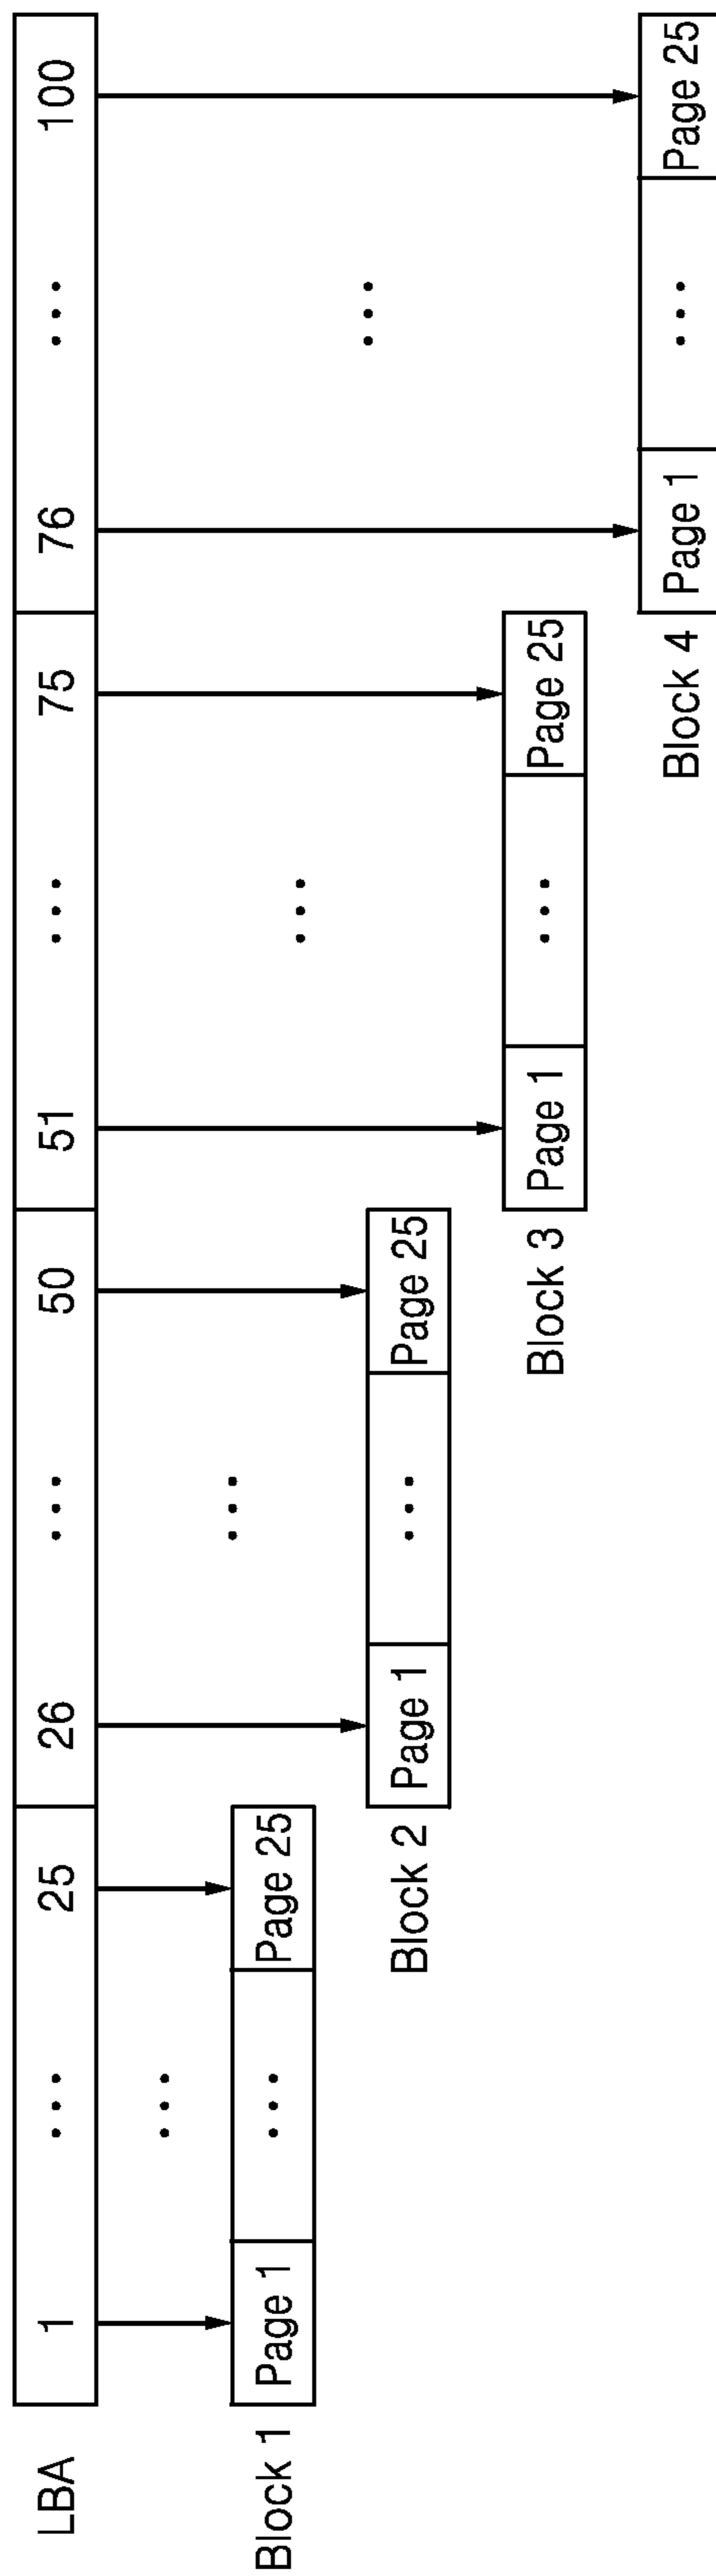 LBA 1 ... 25 26 ... 50 51 ... 75 76 ... 100
...
Block 1 Page 1 ... Page 25
...
Block 2 Page 1 ... Page 25
...
Block 3 Page 1 ... Page 25
...
Block 4 Page 1 ... Page 25